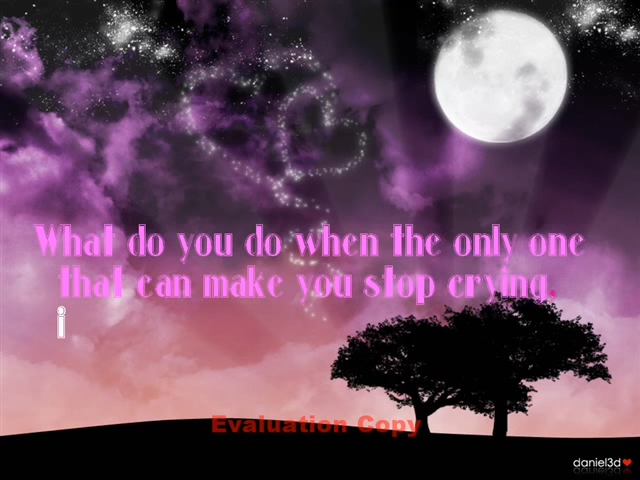 What do you do when the only one
that can make you stop crying.
i
Evaluation Copy
daniel3d